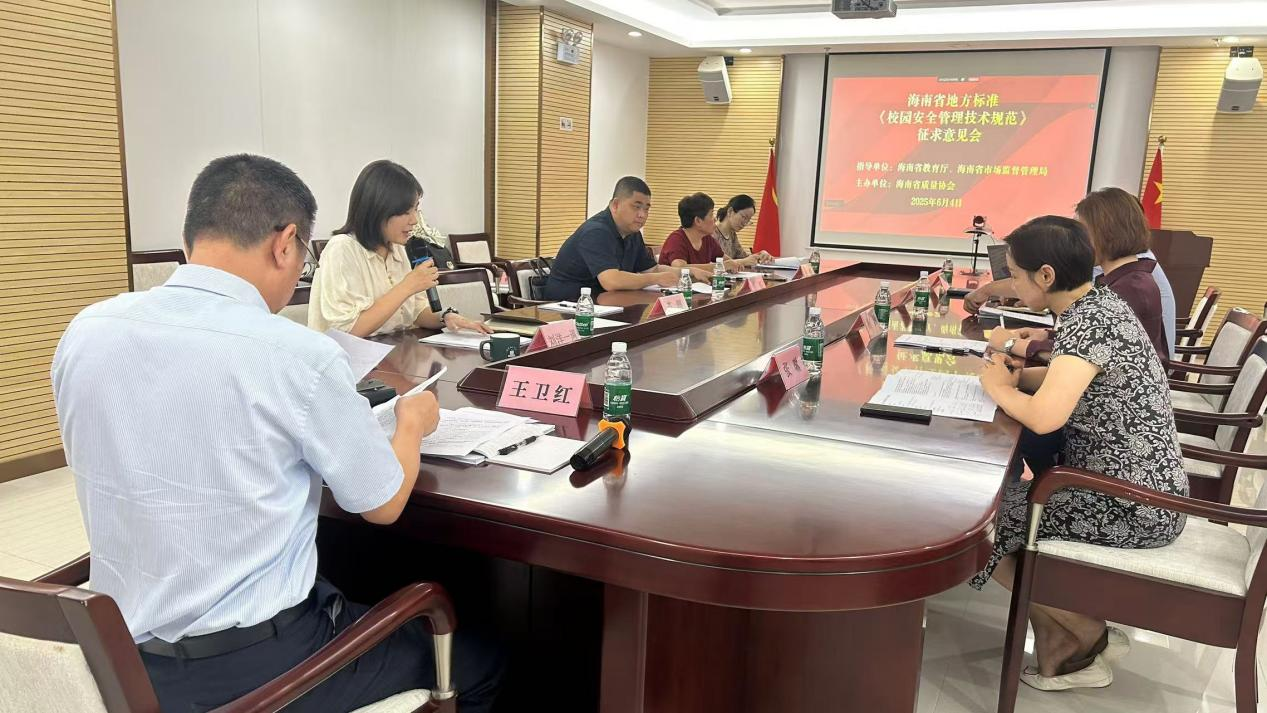 海南省地方标准
《校园安全管理技术规范》
征求意见会
指导单位：海南省教育厅、海南省市场监督管理局
主办单位：海南省质量协会
2025年6月4日
王卫红
怡宝